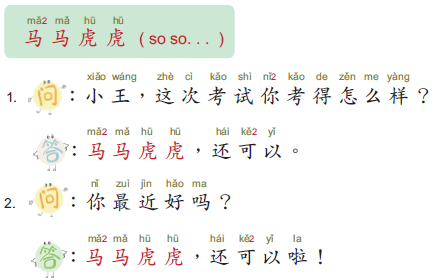 mǎ2 mǎ hū hū
马马虎虎 (so so. . . )
xiǎo wáng zhè cì kǎo shì nǐ2 kǎo de zěn me yàng
1. 问：小王，这次考试你考得怎么样？
mǎ2 mǎ hū hū hái kě2 yǐ
答：马马虎虎，还可以。
nǐ zuì jìn hǎo ma
2. 问：你最近好吗？
mǎ2 mǎ hū hū hái kě2 yǐ la
答：马马虎虎，还可以啦！